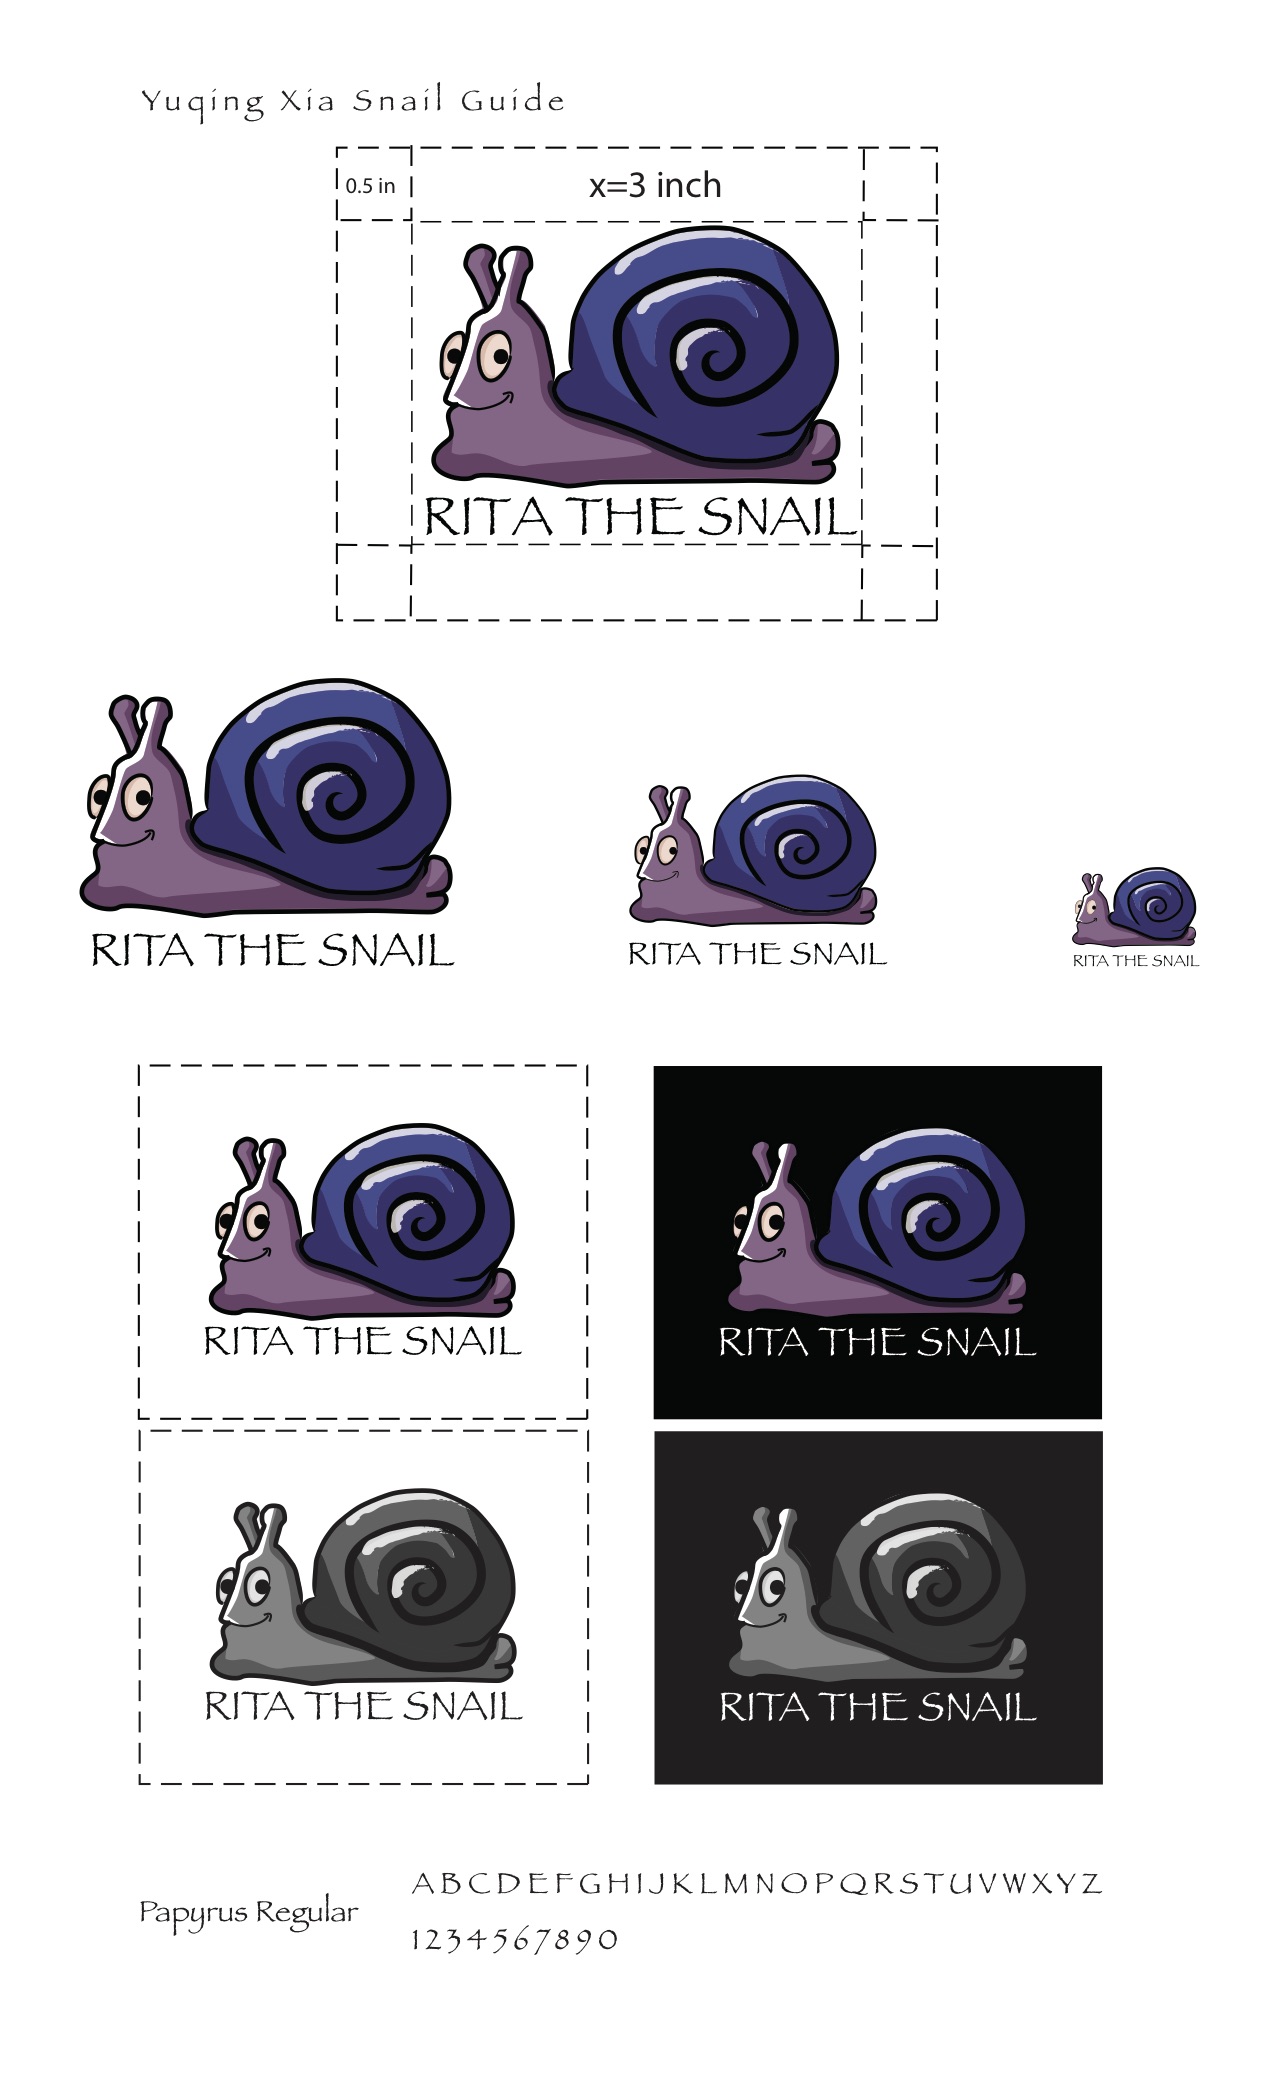 Yuqing Xia Snail Guide
0.5 in
x=3 inch
RITA THE SNAIL
RITA THE SNAIL
RITA THE SNAIL
RITA THE SNAIL
RITA THE SNAIL
RITA THE SNAIL
RITA THE SNAIL
RITA THE SNAIL
Papyrus Regular
ABCDEFGHIJKLMNOPQRSTUVWXYZ
1234567890